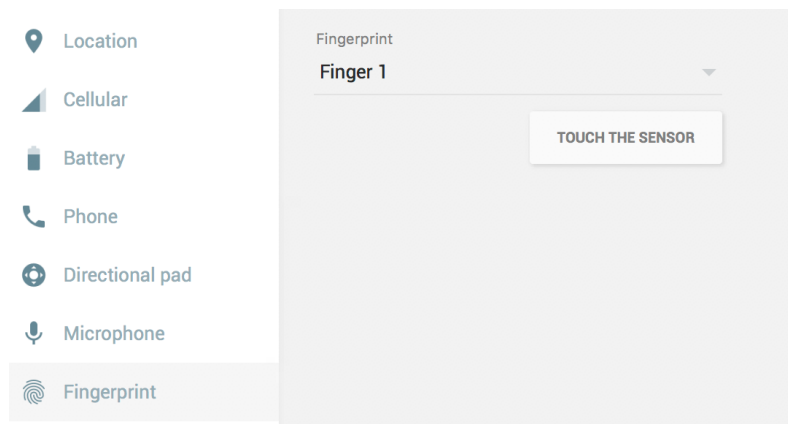 Location
Cellular
Battery
Phone
Directional pad
Microphone
Fingerprint
Fingerprint
Finger 1
TOUCH THE SENSOR